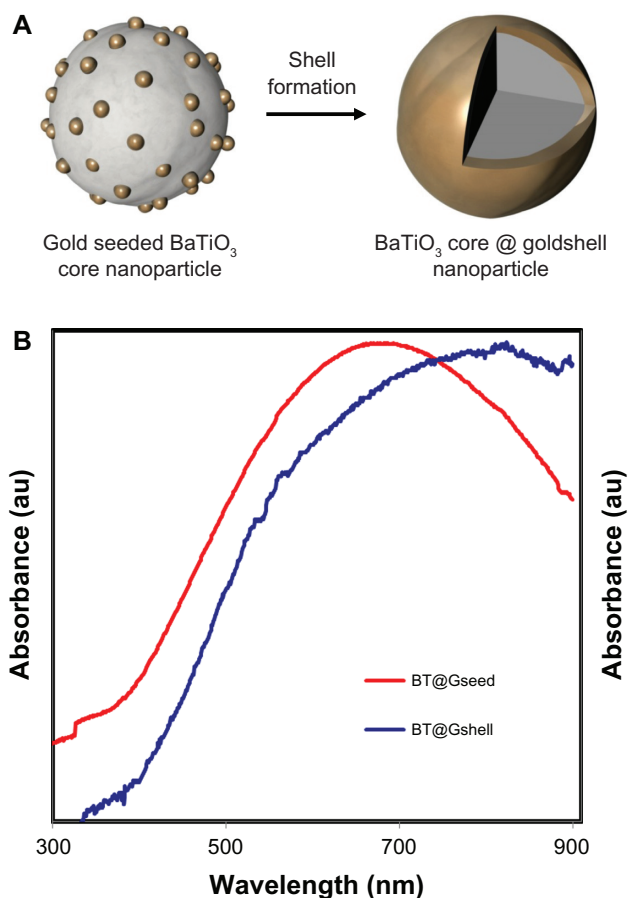 A
Shell
formation
Gold seeded BaTiO₃
core nanoparticle
BaTiO₃ core @ goldshell
nanoparticle
B
Absorbance (au)
Absorbance (au)
BT@Gseed
BT@Gshell
300
500
700
900
Wavelength (nm)